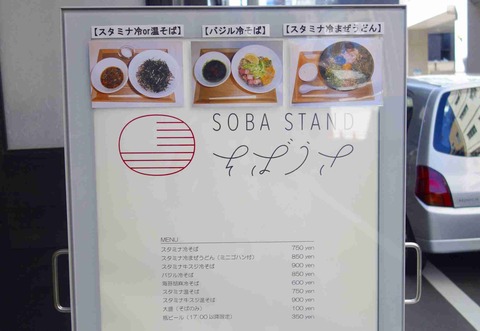 【スタミナ冷or温そば】
【バジル冷そば】
【スタミナ冷まぜうどん】
SOBA STAND
そばうさ
MENU
スタミナ冷そば 750 yen
スタミナ冷まぜうどん（ミニゴハン付） 850 yen
スタミナ牛スジ冷そば 900 yen
バジル冷そば 850 yen
600 yen
スタミナ温そば 750 yen
スタミナ牛スジ温そば 900 yen
大盛（そばのみ） 100 yen
瓶ビール（17:00以降限定） 350 yen